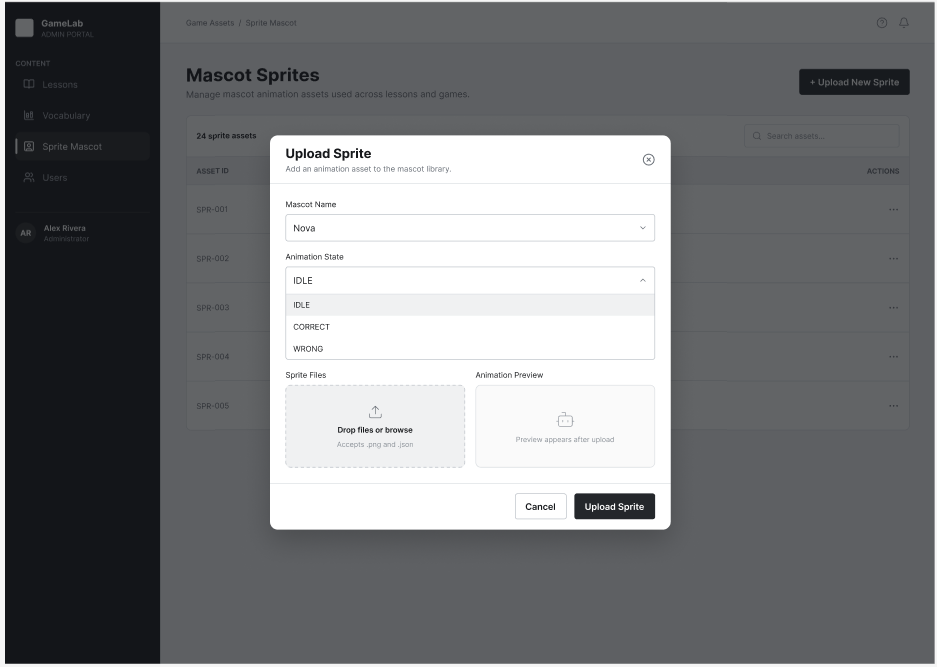 GameLab
ADMIN PORTAL
CONTENT
Lessons
Vocabulary
Sprite Mascot
Users
AR
Alex Rivera
Administrator
Game Assets / Sprite Mascot
Mascot Sprites
Manage mascot animation assets used across lessons and games.
+ Upload New Sprite
24 sprite assets
Search assets...
ASSET ID
ACTIONS
SPR-001
SPR-002
SPR-003
SPR-004
SPR-005
Upload Sprite
Add an animation asset to the mascot library.
Mascot Name
Nova
Animation State
IDLE
IDLE
CORRECT
WRONG
Sprite Files
Animation Preview
Drop files or browse
Accepts .png and .json
Preview appears after upload
Cancel
Upload Sprite